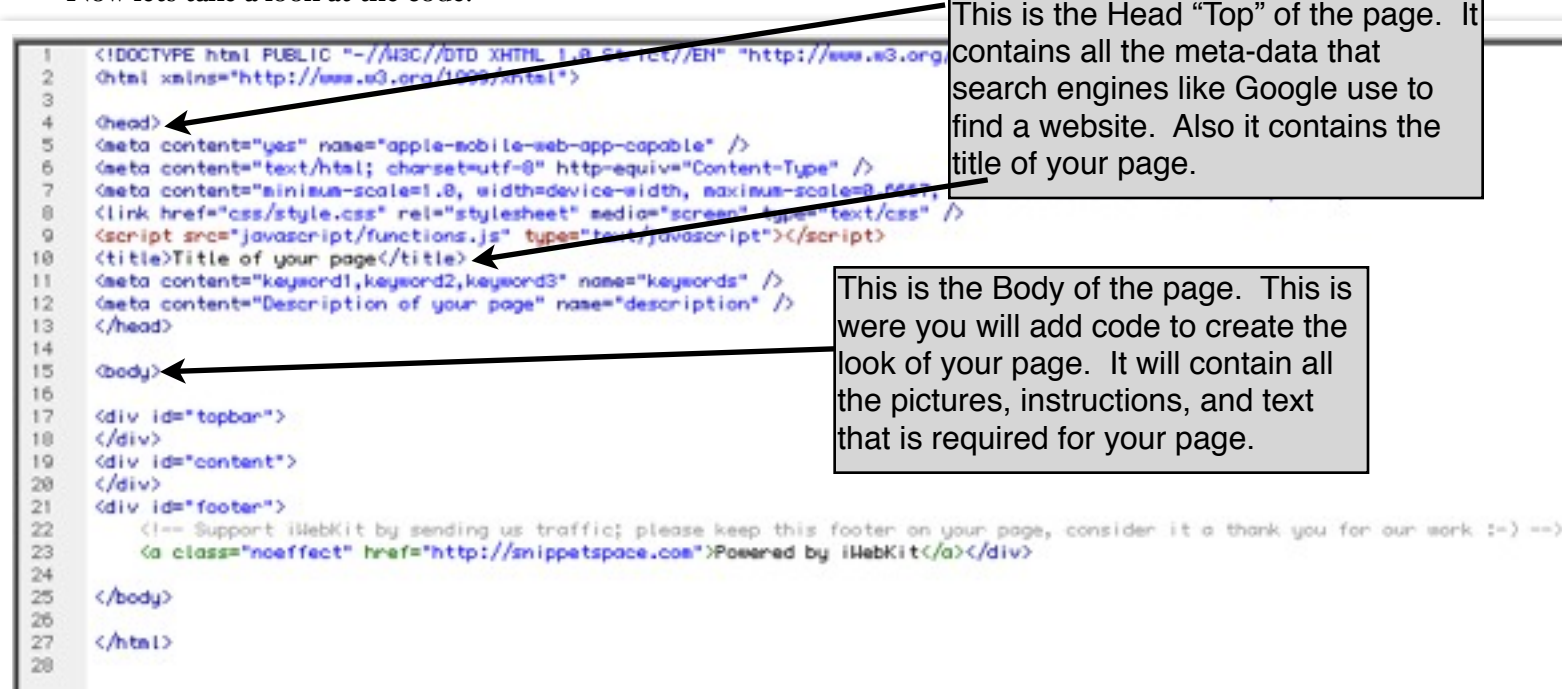 Now lets take a look at the code.
This is the Head “Top” of the page. It
contains all the meta-data that
search engines like Google use to
find a website. Also it contains the
title of your page.
1 <!DOCTYPE html PUBLIC "-//W3C//DTD XHTML 1.0 Strict//EN" "http://www.w3.org/
2 <html xmlns="http://www.w3.org/1999/xhtml">
3
4 <head>
5 <meta content="yes" name="apple-mobile-web-app-capable" />
6 <meta content="text/html; charset=utf-8" http-equiv="Content-Type" />
7 <meta content="minimum-scale=1.0, width=device-width, maximum-scale=0.6667,
8 <link href="css/style.css" rel="stylesheet" media="screen" type="text/css" />
9 <script src="javascript/functions.js" type="text/javascript"></script>
10 <title>Title of your page</title>
11 <meta content="keyword1,keyword2,keyword3" name="keywords" />
12 <meta content="Description of your page" name="description" />
13 </head>
14
15 <body>
16
17 <div id="topbar">
18 </div>
19 <div id="content">
20 </div>
21 <div id="footer">
22 <!-- Support iWebKit by sending us traffic; please keep this footer on your page, consider it a thank you for our work :-) -->
23 <a class="noeffect" href="http://snippetspace.com">Powered by iWebKit</a></div>
24
25 </body>
26
27 </html>
28
This is the Body of the page. This is
were you will add code to create the
look of your page. It will contain all
the pictures, instructions, and text
that is required for your page.